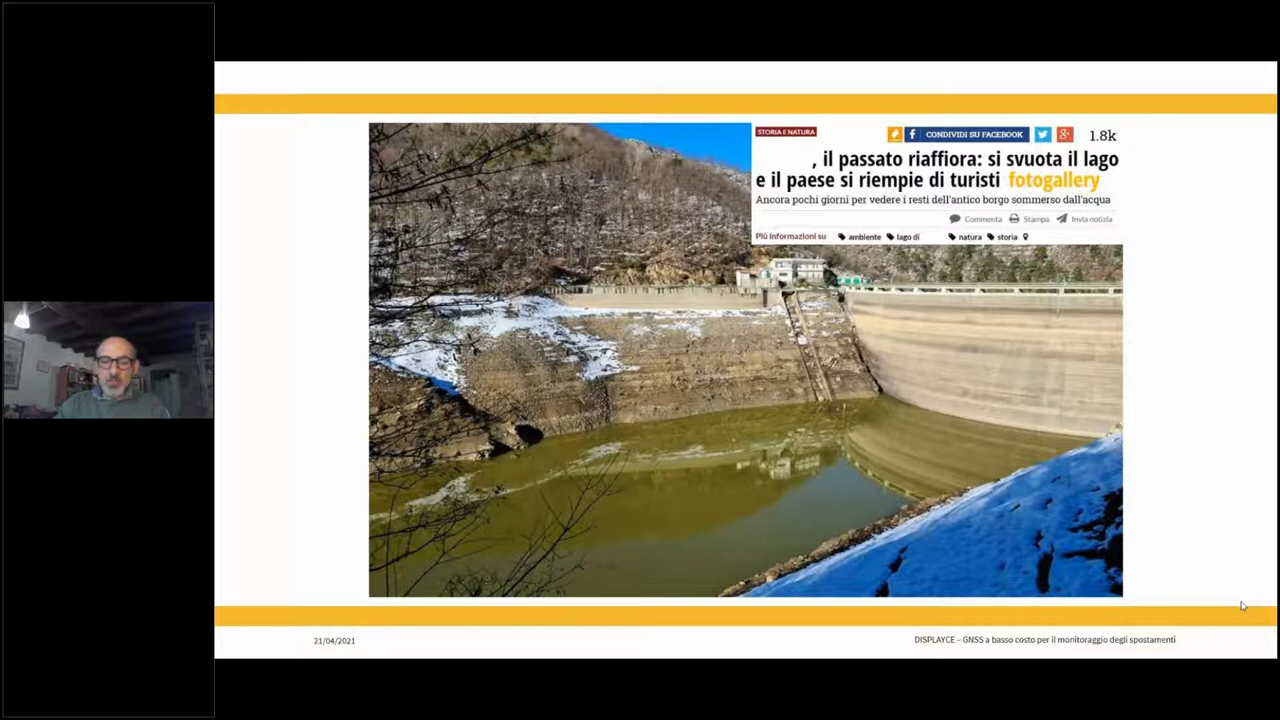 STORIA E NATURA
CONDIVIDI SU FACEBOOK
1.8k
, il passato riaffiora: si svuota il lago
e il paese si riempie di turisti fotogallery
Ancora pochi giorni per vedere i resti dell'antico borgo sommerso dall'acqua
Commenta Stampa Invia notizia
Più informazioni su ambiente lago di natura storia
21/04/2021
DISPLAYCE – GNSS a basso costo per il monitoraggio degli spostamenti